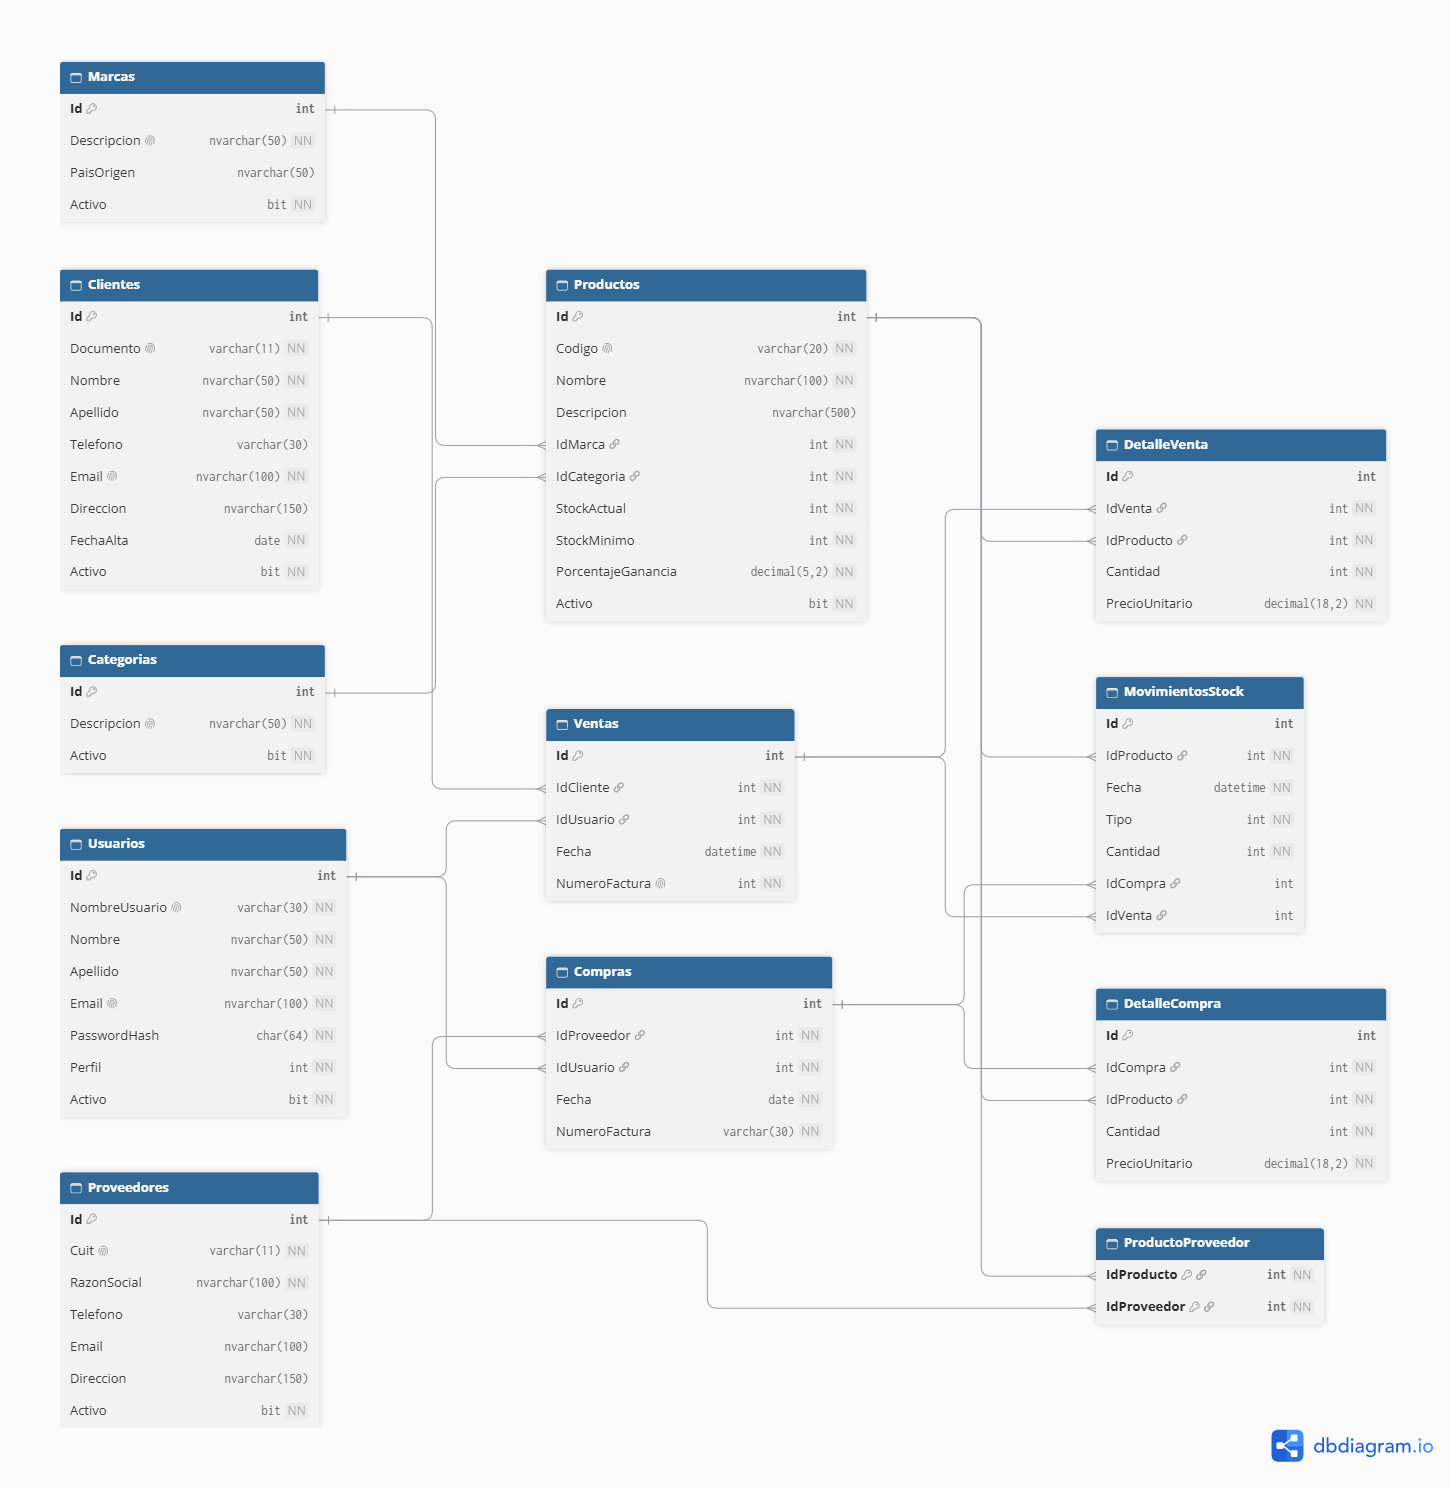 Marcas
Id int
Descripcion nvarchar(50) NN
PaisOrigen nvarchar(50)
Activo bit NN
Clientes
Id int
Documento varchar(11) NN
Nombre nvarchar(50) NN
Apellido nvarchar(50) NN
Telefono varchar(30)
Email nvarchar(100) NN
Direccion nvarchar(150)
FechaAlta date NN
Activo bit NN
Categorias
Id int
Descripcion nvarchar(50) NN
Activo bit NN
Usuarios
Id int
NombreUsuario varchar(30) NN
Nombre nvarchar(50) NN
Apellido nvarchar(50) NN
Email nvarchar(100) NN
PasswordHash char(64) NN
Perfil int NN
Activo bit NN
Proveedores
Id int
Cuit varchar(11) NN
RazonSocial nvarchar(100) NN
Telefono varchar(30)
Email nvarchar(100)
Direccion nvarchar(150)
Activo bit NN
Productos
Id int
Codigo varchar(20) NN
Nombre nvarchar(100) NN
Descripcion nvarchar(500)
IdMarca int NN
IdCategoria int NN
StockActual int NN
StockMinimo int NN
PorcentajeGanancia decimal(5,2) NN
Activo bit NN
Ventas
Id int
IdCliente int NN
IdUsuario int NN
Fecha datetime NN
NumeroFactura int NN
Compras
Id int
IdProveedor int NN
IdUsuario int NN
Fecha date NN
NumeroFactura varchar(30) NN
DetalleVenta
Id int
IdVenta int NN
IdProducto int NN
Cantidad int NN
PrecioUnitario decimal(18,2) NN
MovimientosStock
Id int
IdProducto int NN
Fecha datetime NN
Tipo int NN
Cantidad int NN
IdCompra int
IdVenta int
DetalleCompra
Id int
IdCompra int NN
IdProducto int NN
Cantidad int NN
PrecioUnitario decimal(18,2) NN
ProductoProveedor
IdProducto int NN
IdProveedor int NN
dbdiagram.io